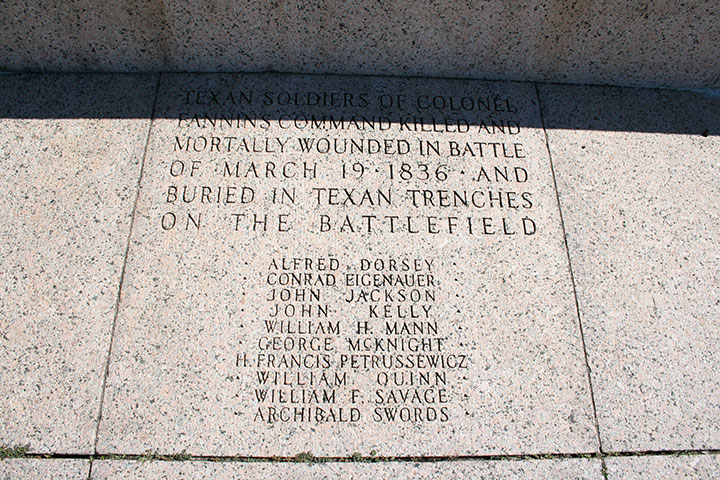 TEXAN SOLDIERS OF COLONEL
FANNINS COMMAND KILLED AND
MORTALLY WOUNDED IN BATTLE
OF MARCH 19 · 1836 · AND
BURIED IN TEXAN TRENCHES
ON THE BATTLEFIELD
· ALFRED DORSEY ·
· CONRAD EIGENAUER ·
· JOHN JACKSON ·
· JOHN KELLY ·
· WILLIAM H. MANN ·
· GEORGE McKNIGHT ·
H. FRANCIS PETRUSSEWICZ
· WILLIAM QUINN ·
· WILLIAM F. SAVAGE ·
· ARCHIBALD SWORDS ·